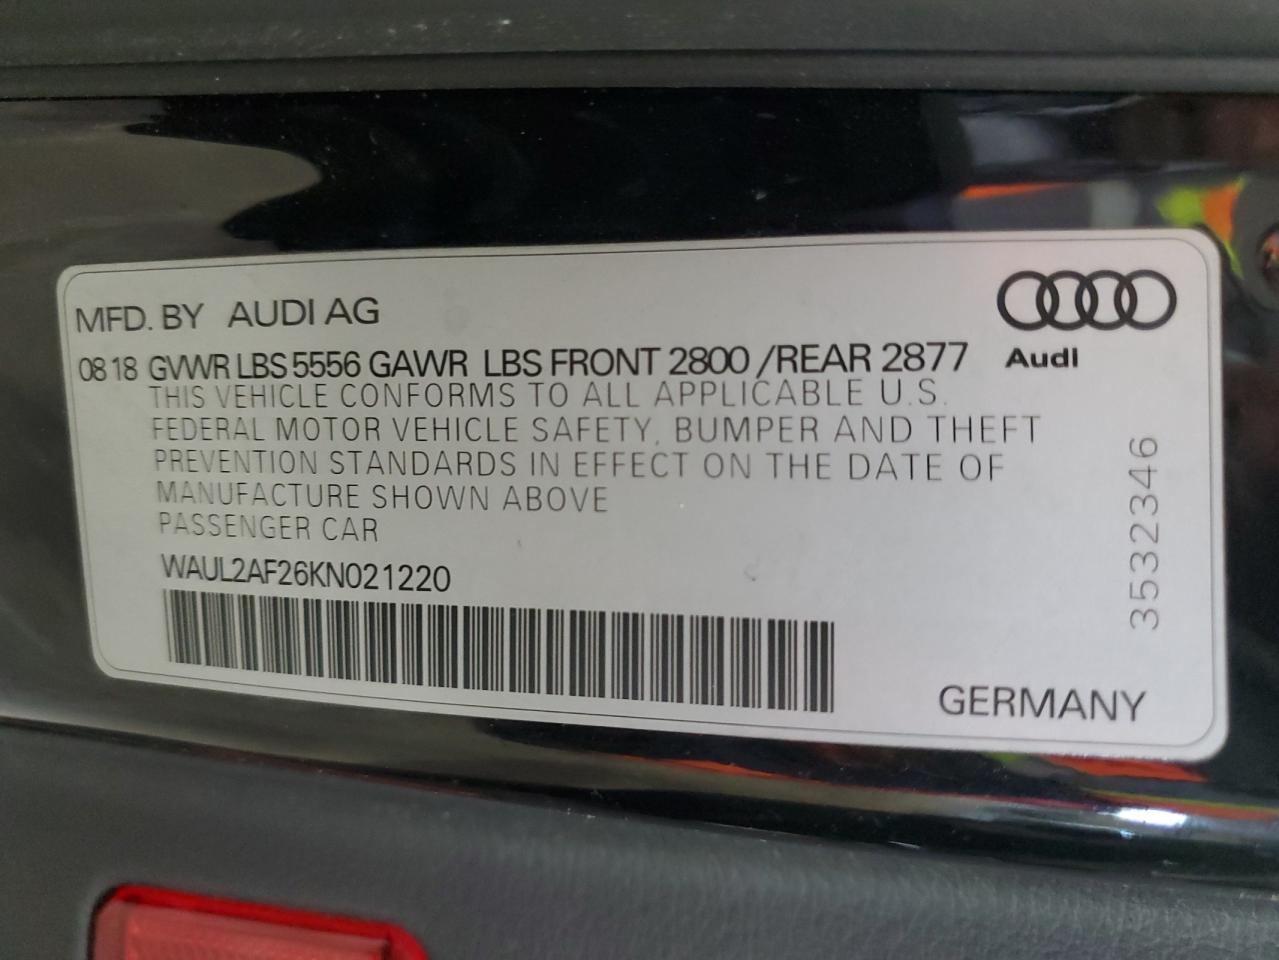 MFD. BY AUDI AG
08 18 GVWR LBS 5556 GAWR LBS FRONT 2800 /REAR 2877
Audi
THIS VEHICLE CONFORMS TO ALL APPLICABLE U.S.
FEDERAL MOTOR VEHICLE SAFETY, BUMPER AND THEFT
PREVENTION STANDARDS IN EFFECT ON THE DATE OF
MANUFACTURE SHOWN ABOVE
PASSENGER CAR
WAUL2AF26KN021220
3532346
GERMANY